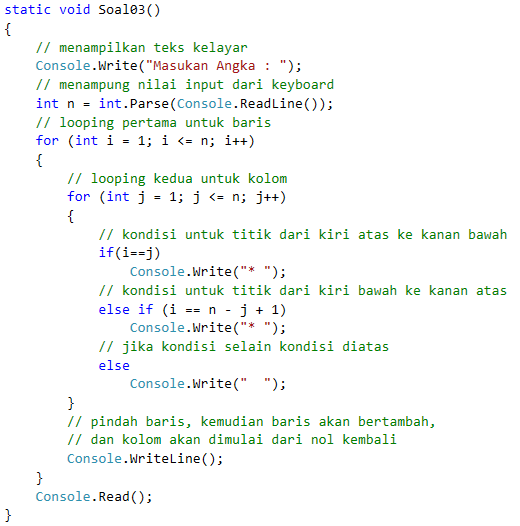 static void Soal03()
{
    // menampilkan teks kelayar
    Console.Write("Masukan Angka : ");
    // menampung nilai input dari keyboard
    int n = int.Parse(Console.ReadLine());
    // looping pertama untuk baris
    for (int i = 1; i <= n; i++)
    {
        // looping kedua untuk kolom
        for (int j = 1; j <= n; j++)
        {
            // kondisi untuk titik dari kiri atas ke kanan bawah
            if(i==j)
                Console.Write("* ");
            // kondisi untuk titik dari kiri bawah ke kanan atas
            else if (i == n - j + 1)
                Console.Write("* ");
            // jika kondisi selain kondisi diatas
            else
                Console.Write("  ");
        }
        // pindah baris, kemudian baris akan bertambah,
        // dan kolom akan dimulai dari nol kembali
        Console.WriteLine();
    }
    Console.Read();
}